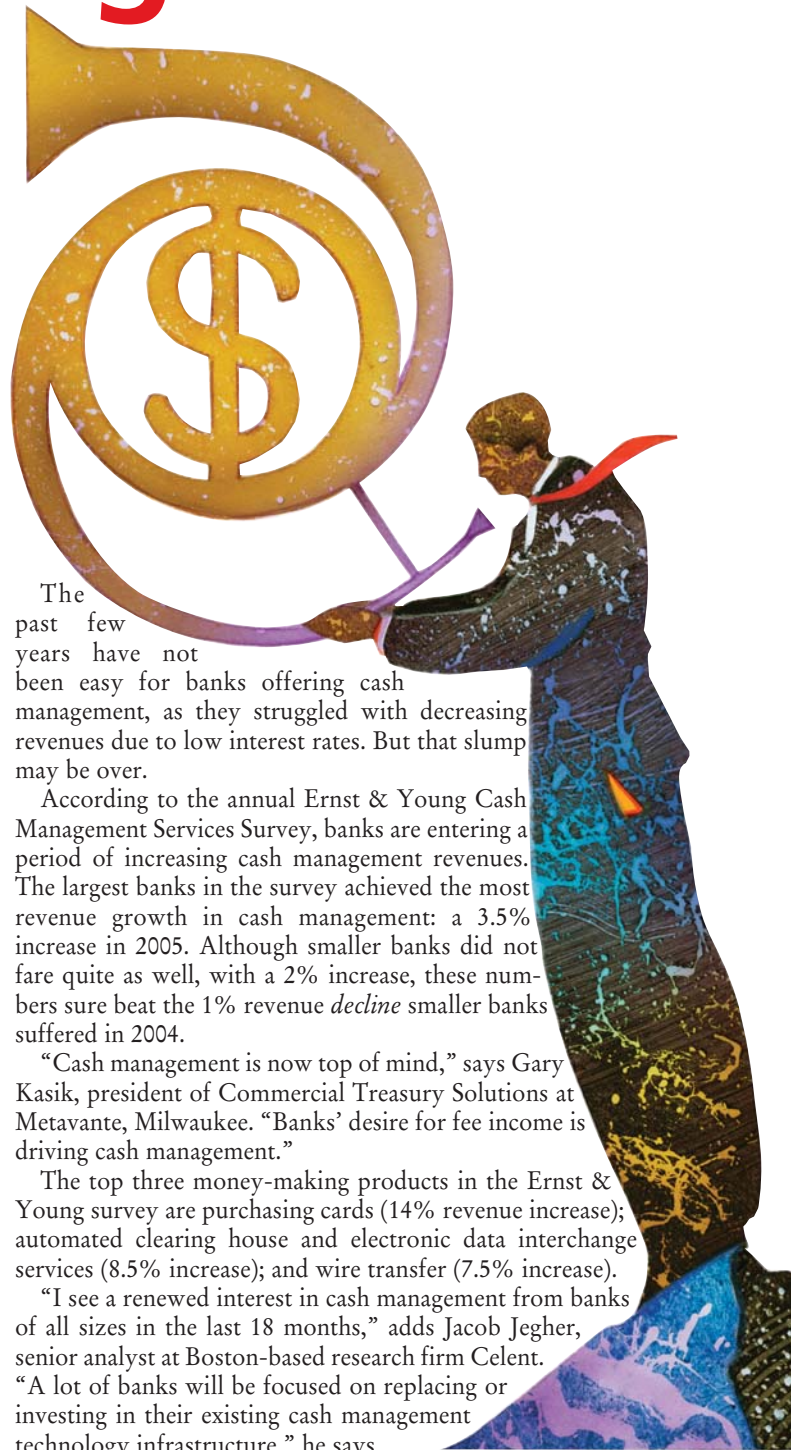 The
past few
years have not
been easy for banks offering cash
management, as they struggled with decreasing
revenues due to low interest rates. But that slump
may be over.
According to the annual Ernst & Young Cash
Management Services Survey, banks are entering a
period of increasing cash management revenues.
The largest banks in the survey achieved the most
revenue growth in cash management: a 3.5%
increase in 2005. Although smaller banks did not
fare quite as well, with a 2% increase, these num-
bers sure beat the 1% revenue decline smaller banks
suffered in 2004.
“Cash management is now top of mind,” says Gary
Kasik, president of Commercial Treasury Solutions at
Metavante, Milwaukee. “Banks’ desire for fee income is
driving cash management.”
The top three money-making products in the Ernst &
Young survey are purchasing cards (14% revenue increase);
automated clearing house and electronic data interchange
services (8.5% increase); and wire transfer (7.5% increase).
“I see a renewed interest in cash management from banks
of all sizes in the last 18 months,” adds Jacob Jegher,
senior analyst at Boston-based research firm Celent.
“A lot of banks will be focused on replacing or
investing in their existing cash management
technology infrastructure,” he says